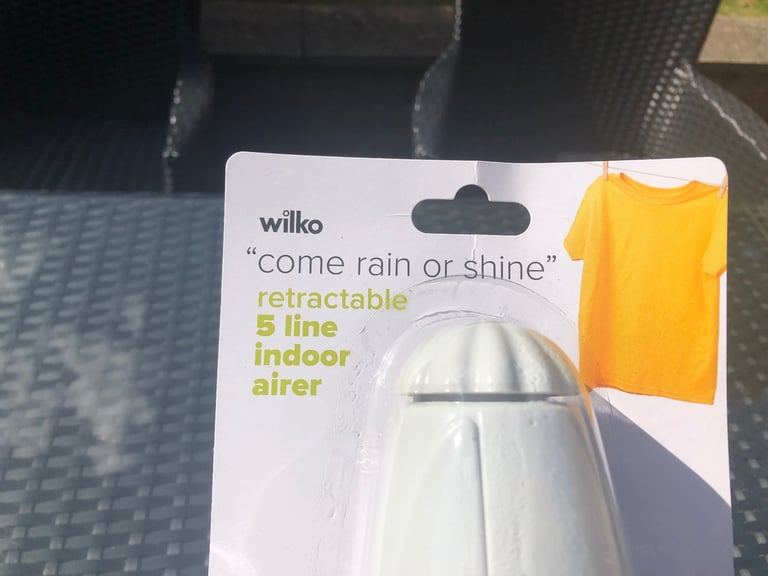 wilko
“come rain or shine”
retractable
5 line
indoor
airer